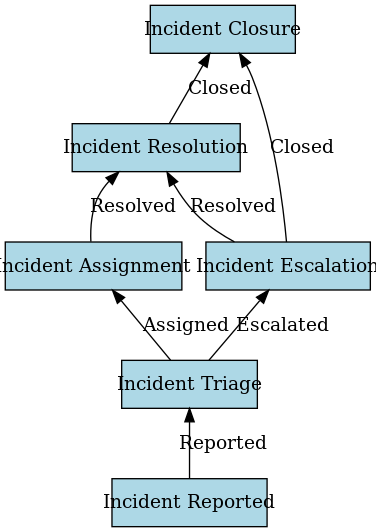 Incident Closure
Closed
Closed
Incident Resolution
Resolved
Resolved
Incident Assignment
Incident Escalation
Assigned
Escalated
Incident Triage
Reported
Incident Reported